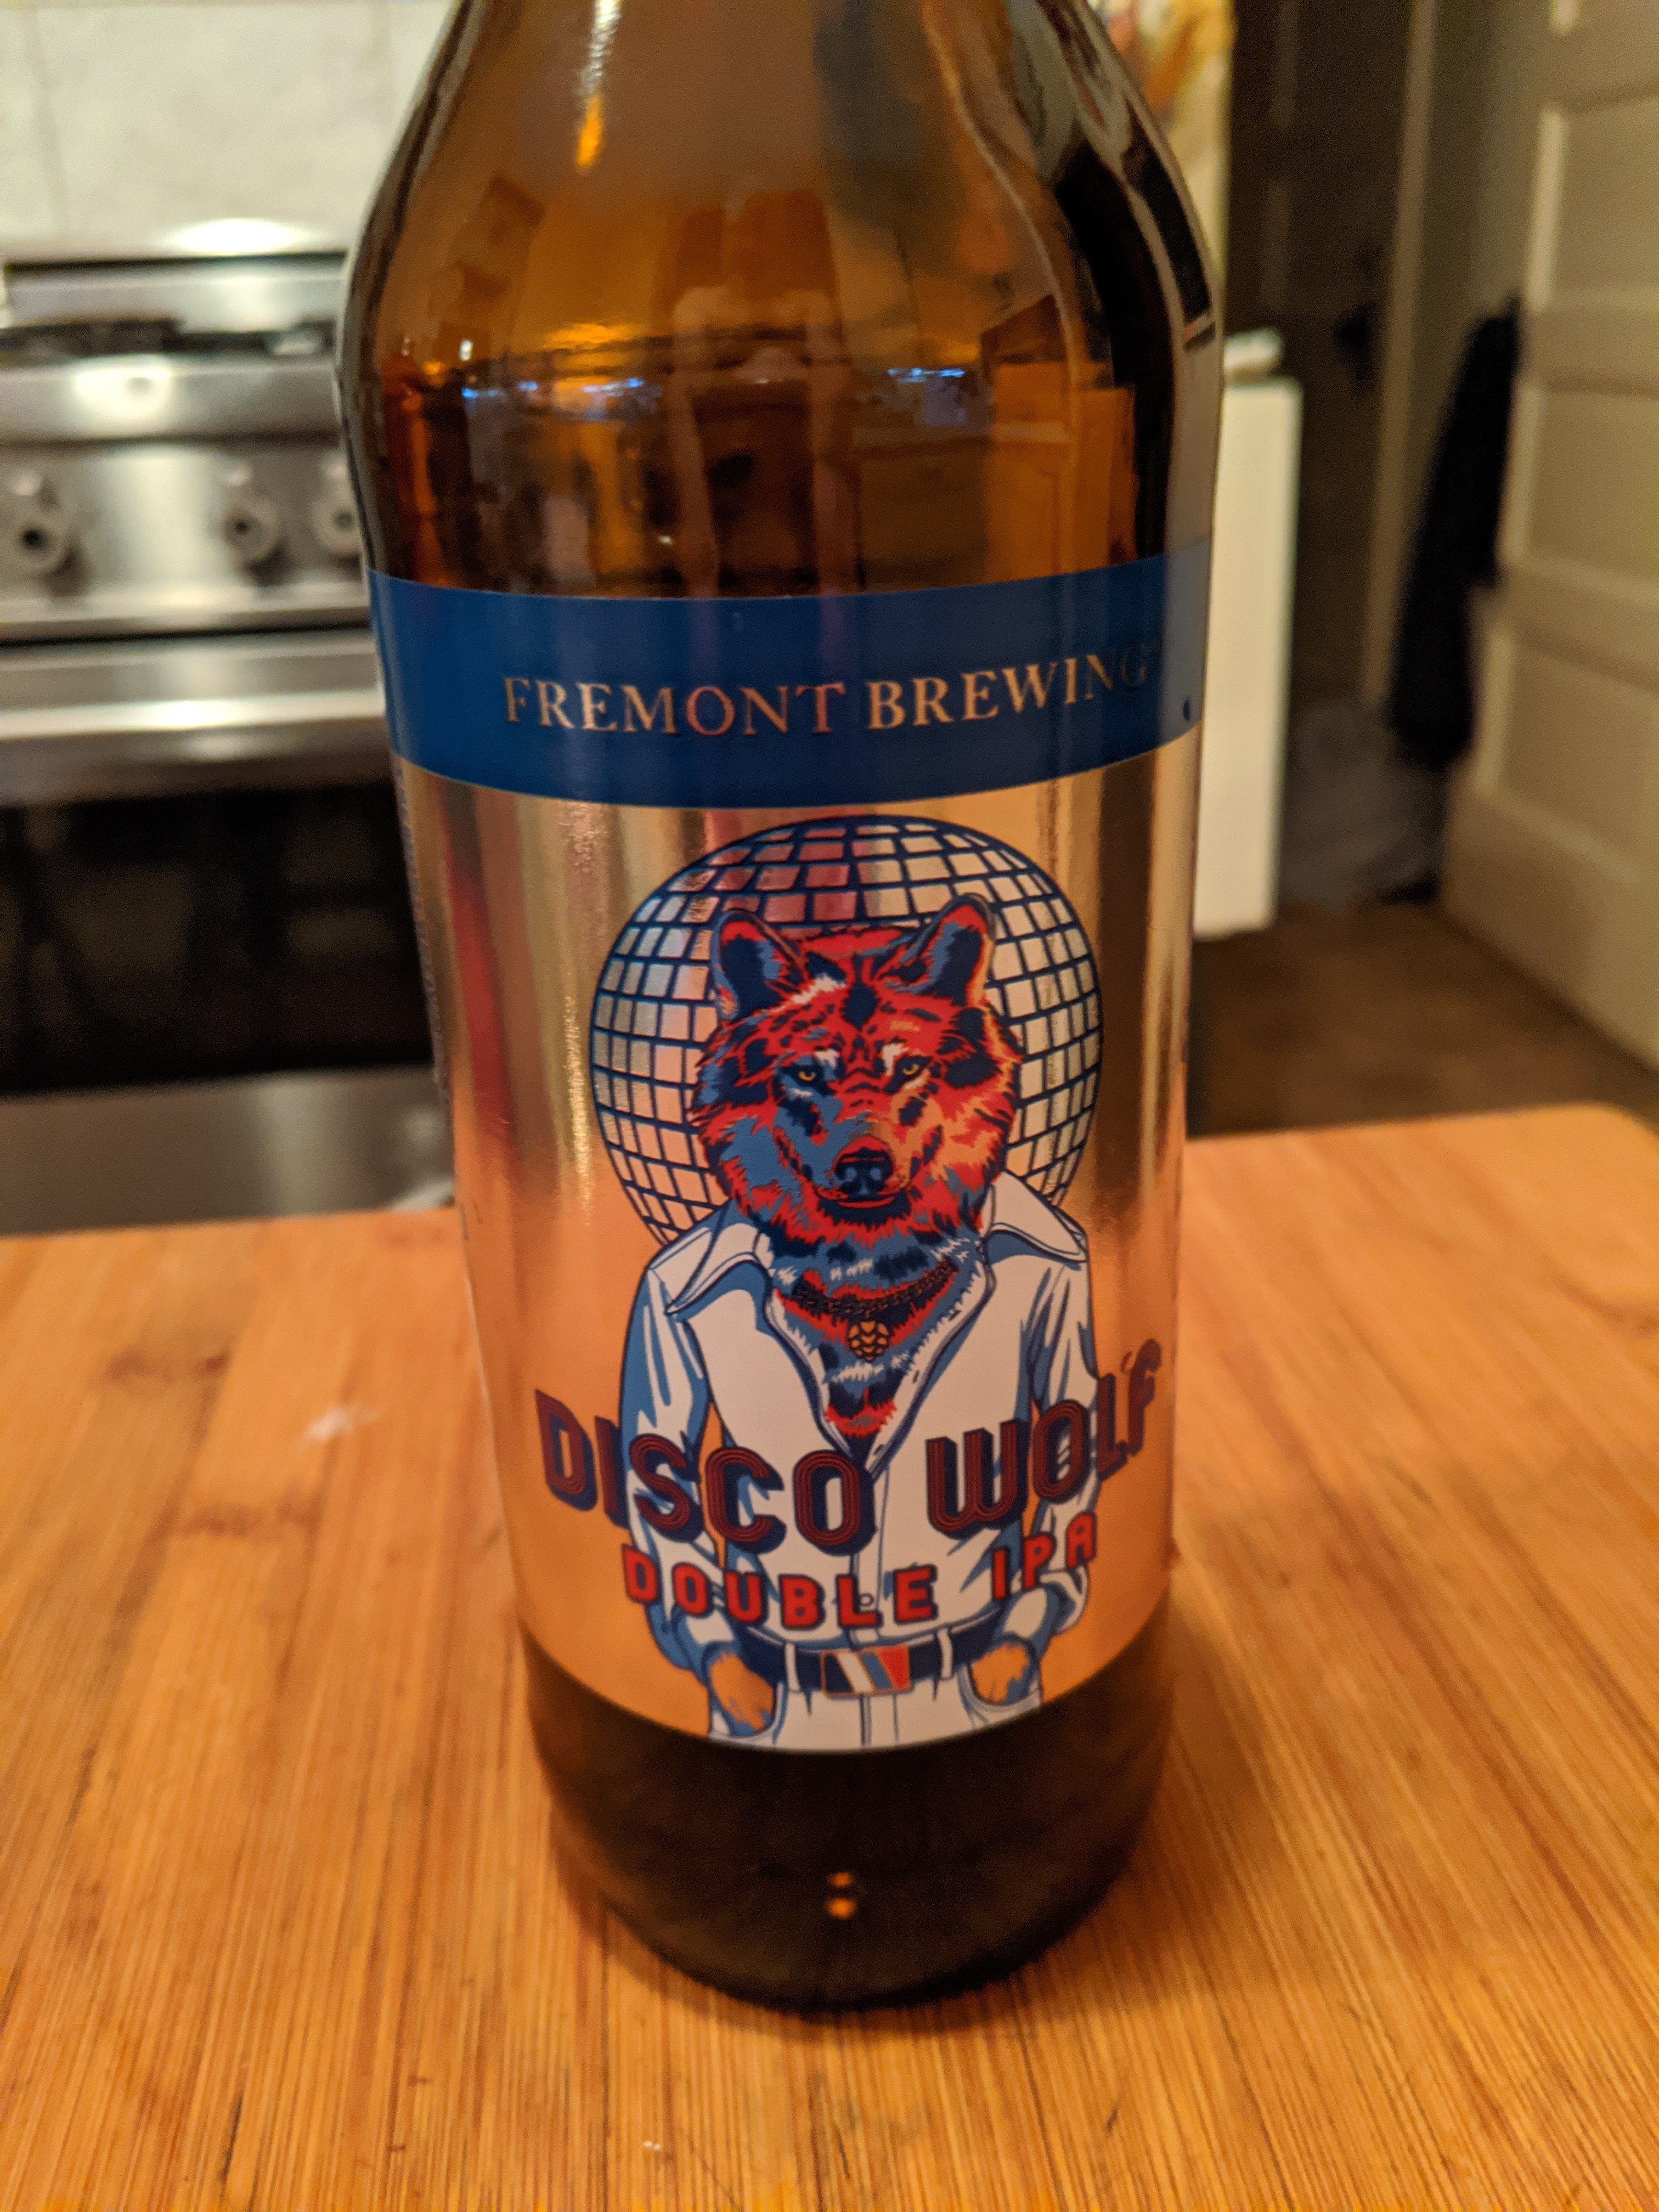 FREMONT BREWING
DISCO WOLF
DOUBLE IPA